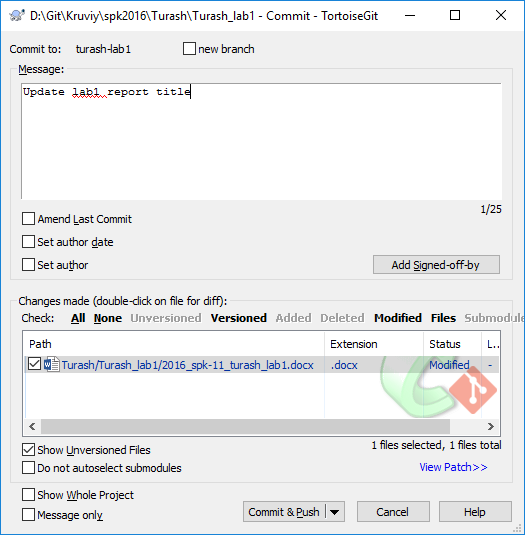 D:\Git\Kruviy\spk2016\Turash\Turash_lab1 - Commit - TortoiseGit
Commit to: turash-lab1 new branch
Message:
Update lab1 report title
1/25
Amend Last Commit
Set author date
Set author
Add Signed-off-by
Changes made (double-click on file for diff):
Check: All None Unversioned Versioned Added Deleted Modified Files Submodule
Path Extension Status L..
Turash/Turash_lab1/2016_spk-11_turash_lab1.docx .docx Modified -
Show Unversioned Files
1 files selected, 1 files total
Do not autoselect submodules
View Patch>>
Show Whole Project
Message only
Commit & Push
Cancel
Help